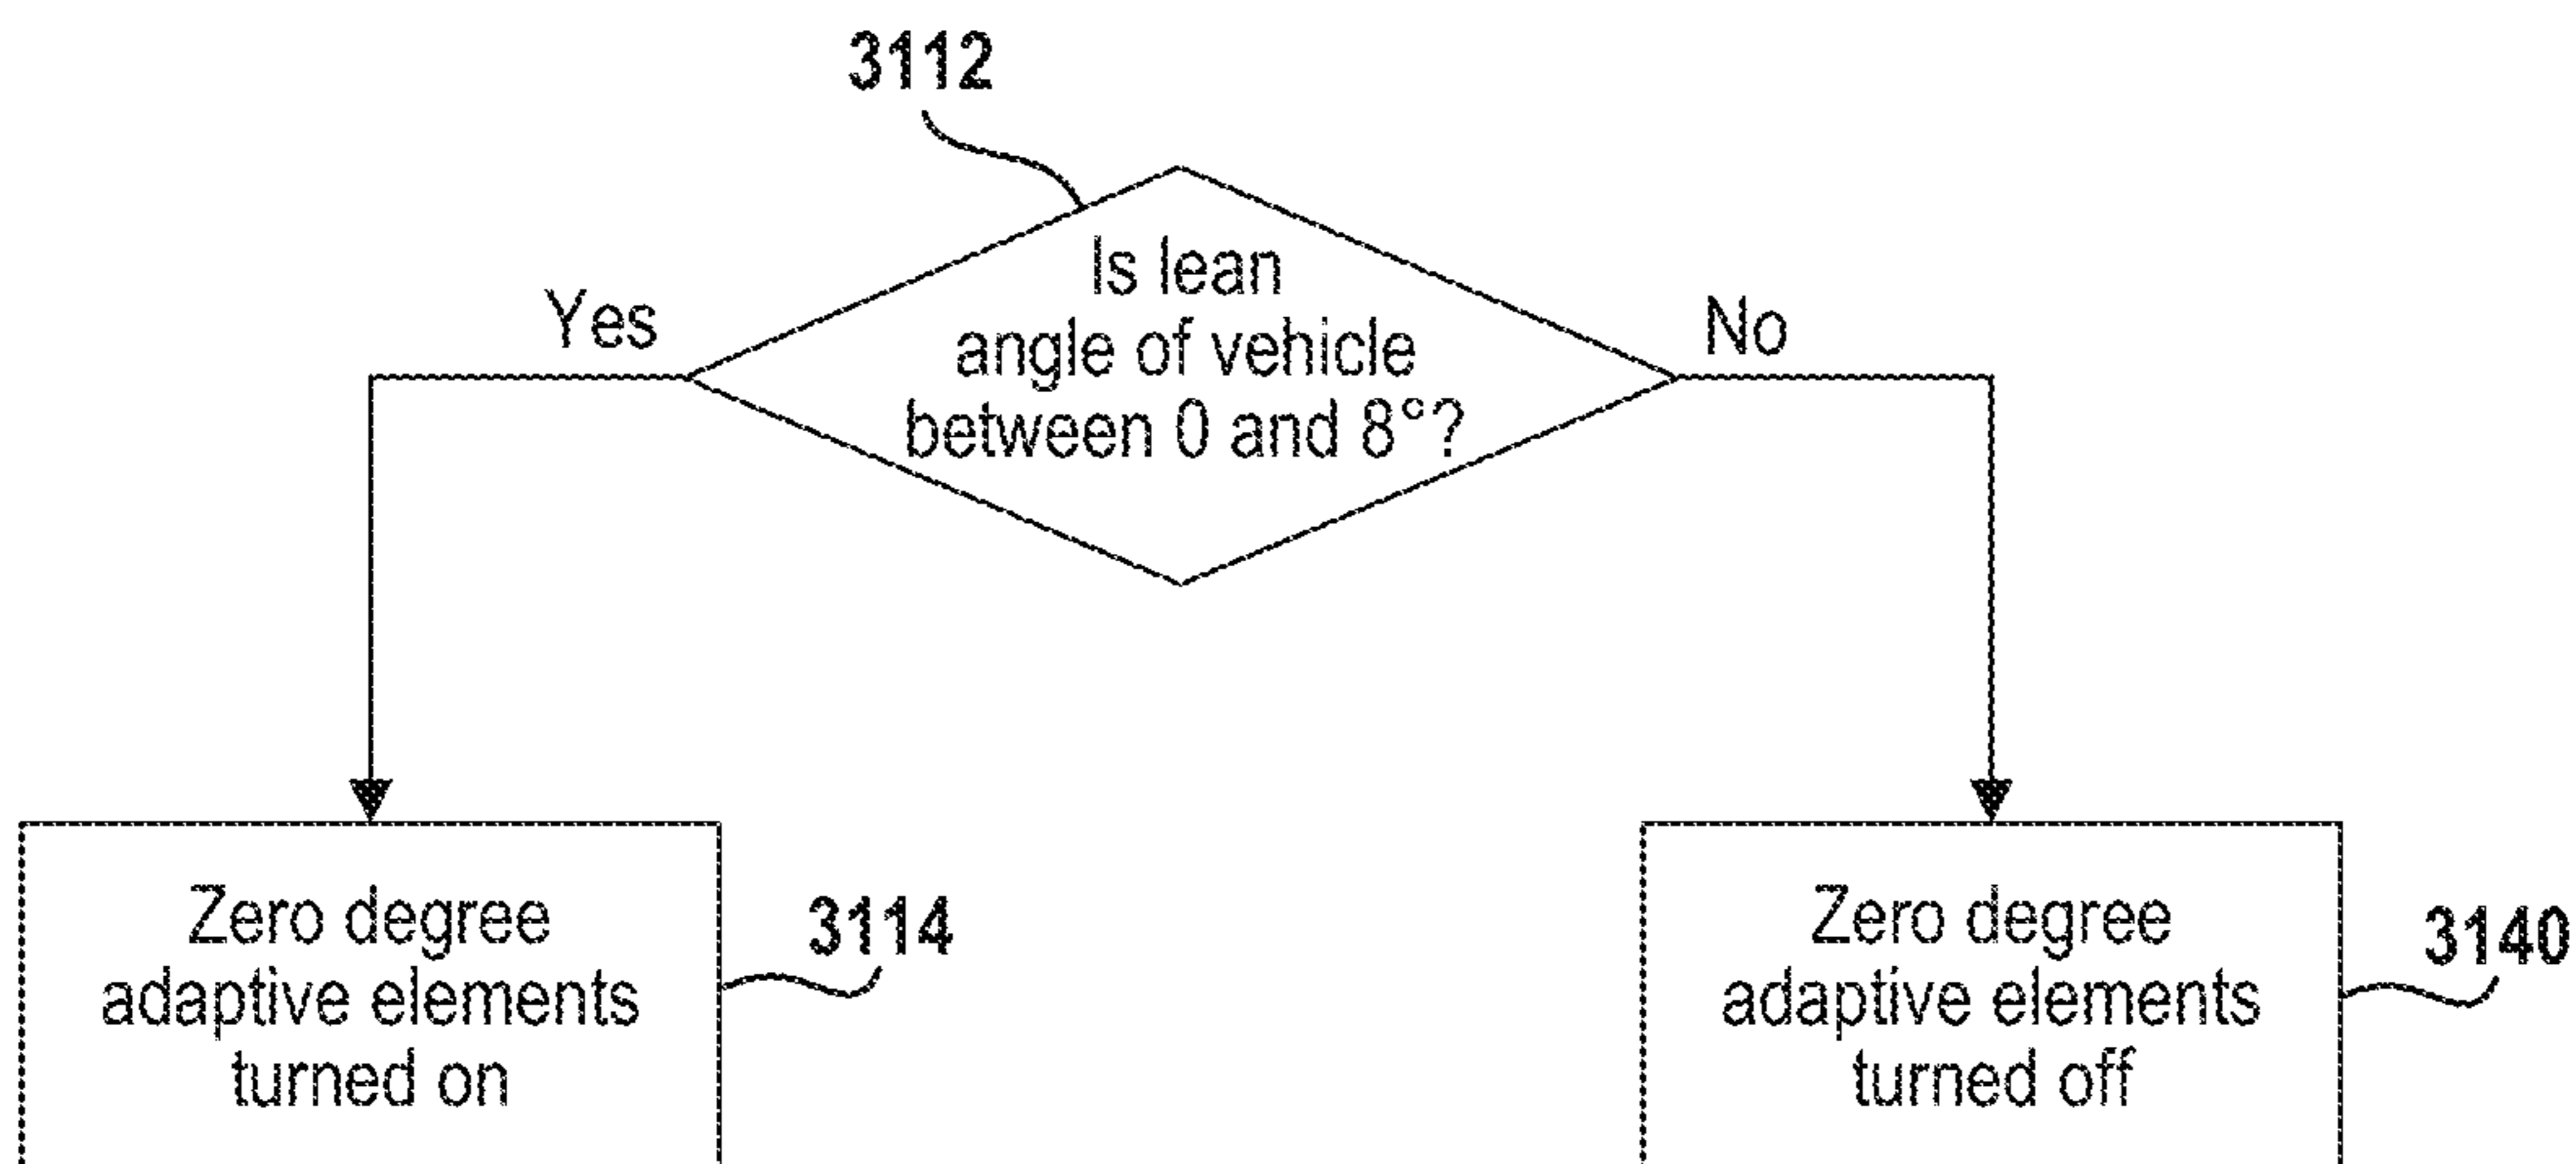 3112
Is lean
angle of vehicle
between 0 and 8°?
Yes
No
Zero degree
adaptive elements
turned on
3114
Zero degree
adaptive elements
turned off
3140